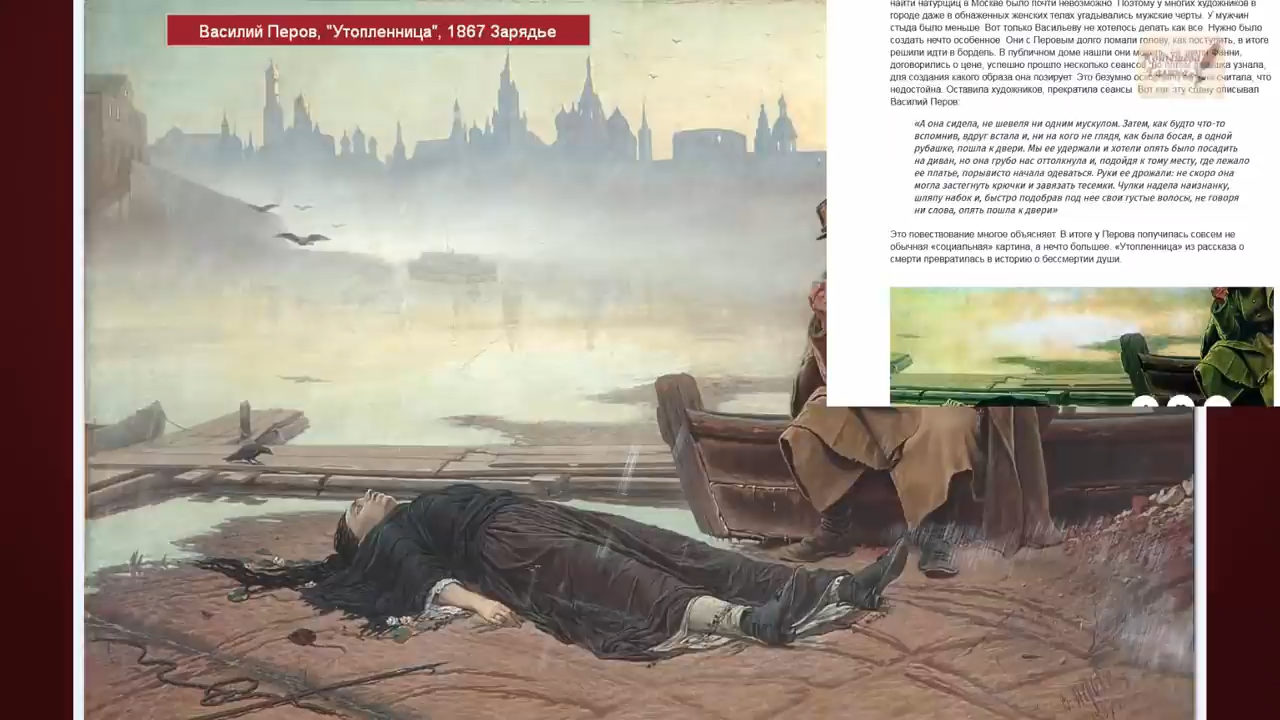 Василий Перов, "Утопленница", 1867 Зарядье
найти натурщиц в Москве было почти невозможно. Поэтому у многих художников в
городе даже в обнаженных женских телах угадывались мужские черты. У мужчин
стыда было меньше. Вот только Васильеву не хотелось делать как все. Нужно было
создать нечто особенное. Они с Перовым долго ломали голову, как поступать, в итоге
решили идти в бордель. В публичном доме нашли они Фанни,
договорились о цене, успешно прошло несколько сеансов узнала,
для создания какого образа она позирует. Это безумно считала, что
недостойна. Оставила художников, прекратила сеансы. Вот как эту сцену описывал
Василий Перов:
«А она сидела, не шевеля ни одним мускулом. Затем, как будто что-то
вспомнив, вдруг встала и, ни на кого не глядя, как была босая, в одной
рубашке, пошла к двери. Мы ее удержали и хотели опять было посадить
на диван, но она грубо нас оттолкнула и, подойдя к тому месту, где лежало
ее платье, порывисто начала одеваться. Руки ее дрожали: не скоро она
могла застегнуть крючки и завязать тесемки. Чулки надела наизнанку,
шляпу набок и, быстро подобрав под нее свои густые волосы, не говоря
ни слова, опять пошла к двери»
Это повествование многое объясняет. В итоге у Перова получилась совсем не
обычная «социальная» картина, а нечто большее. «Утопленница» из рассказа о
смерти превратилась в историю о бессмертии души.